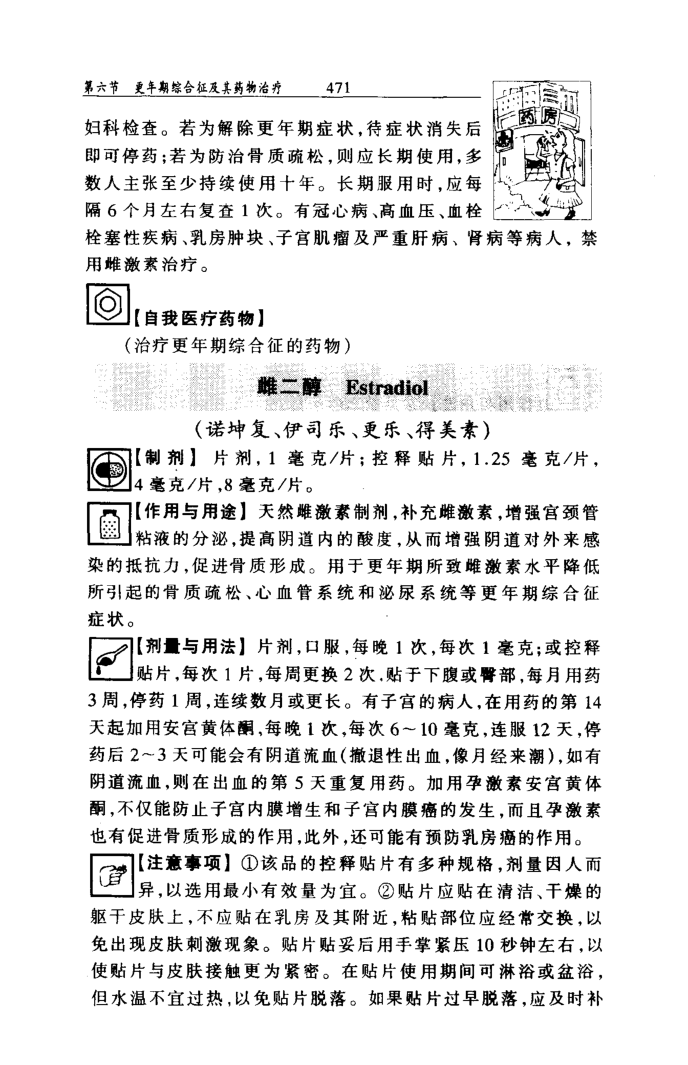 第六节 更年期综合征及其药物治疗 471
药房
妇科检查。若为解除更年期症状,待症状消失后
即可停药;若为防治骨质疏松,则应长期使用,多
数人主张至少持续使用十年。长期服用时,应每
隔 6 个月左右复查 1 次。有冠心病、高血压、血栓
栓塞性疾病、乳房肿块、子宫肌瘤及严重肝病、肾病等病人,禁
用雌激素治疗。
【自我医疗药物】
(治疗更年期综合征的药物)
雌二醇 Estradiol
(诺坤复、伊司乐、更乐、得美素)
【制剂】 片剂,1 毫克/片;控释贴片,1.25 毫克/片,
4 毫克/片,8 毫克/片。
【作用与用途】天然雌激素制剂,补充雌激素,增强宫颈管
粘液的分泌,提高阴道内的酸度,从而增强阴道对外来感
染的抵抗力,促进骨质形成。用于更年期所致雌激素水平降低
所引起的骨质疏松、心血管系统和泌尿系统等更年期综合征
症状。
【剂量与用法】片剂,口服,每晚 1 次,每次 1 毫克;或控释
贴片,每次 1 片,每周更换 2 次,贴于下腹或臀部,每月用药
3 周,停药 1 周,连续数月或更长。有子宫的病人,在用药的第 14
天起加用安宫黄体酮,每晚 1 次,每次 6~10 毫克,连服 12 天,停
药后 2~3 天可能会有阴道流血(撤退性出血,像月经来潮),如有
阴道流血,则在出血的第 5 天重复用药。加用孕激素安宫黄体
酮,不仅能防止子宫内膜增生和子宫内膜癌的发生,而且孕激素
也有促进骨质形成的作用,此外,还可能有预防乳房癌的作用。
【注意事项】①该品的控释贴片有多种规格,剂量因人而
异,以选用最小有效量为宜。②贴片应贴在清洁、干燥的
躯干皮肤上,不应贴在乳房及其附近,粘贴部位应经常交换,以
免出现皮肤刺激现象。贴片贴妥后用手掌紧压 10 秒钟左右,以
使贴片与皮肤接触更为紧密。在贴片使用期间可淋浴或盆浴,
但水温不宜过热,以免贴片脱落。如果贴片过早脱落,应及时补